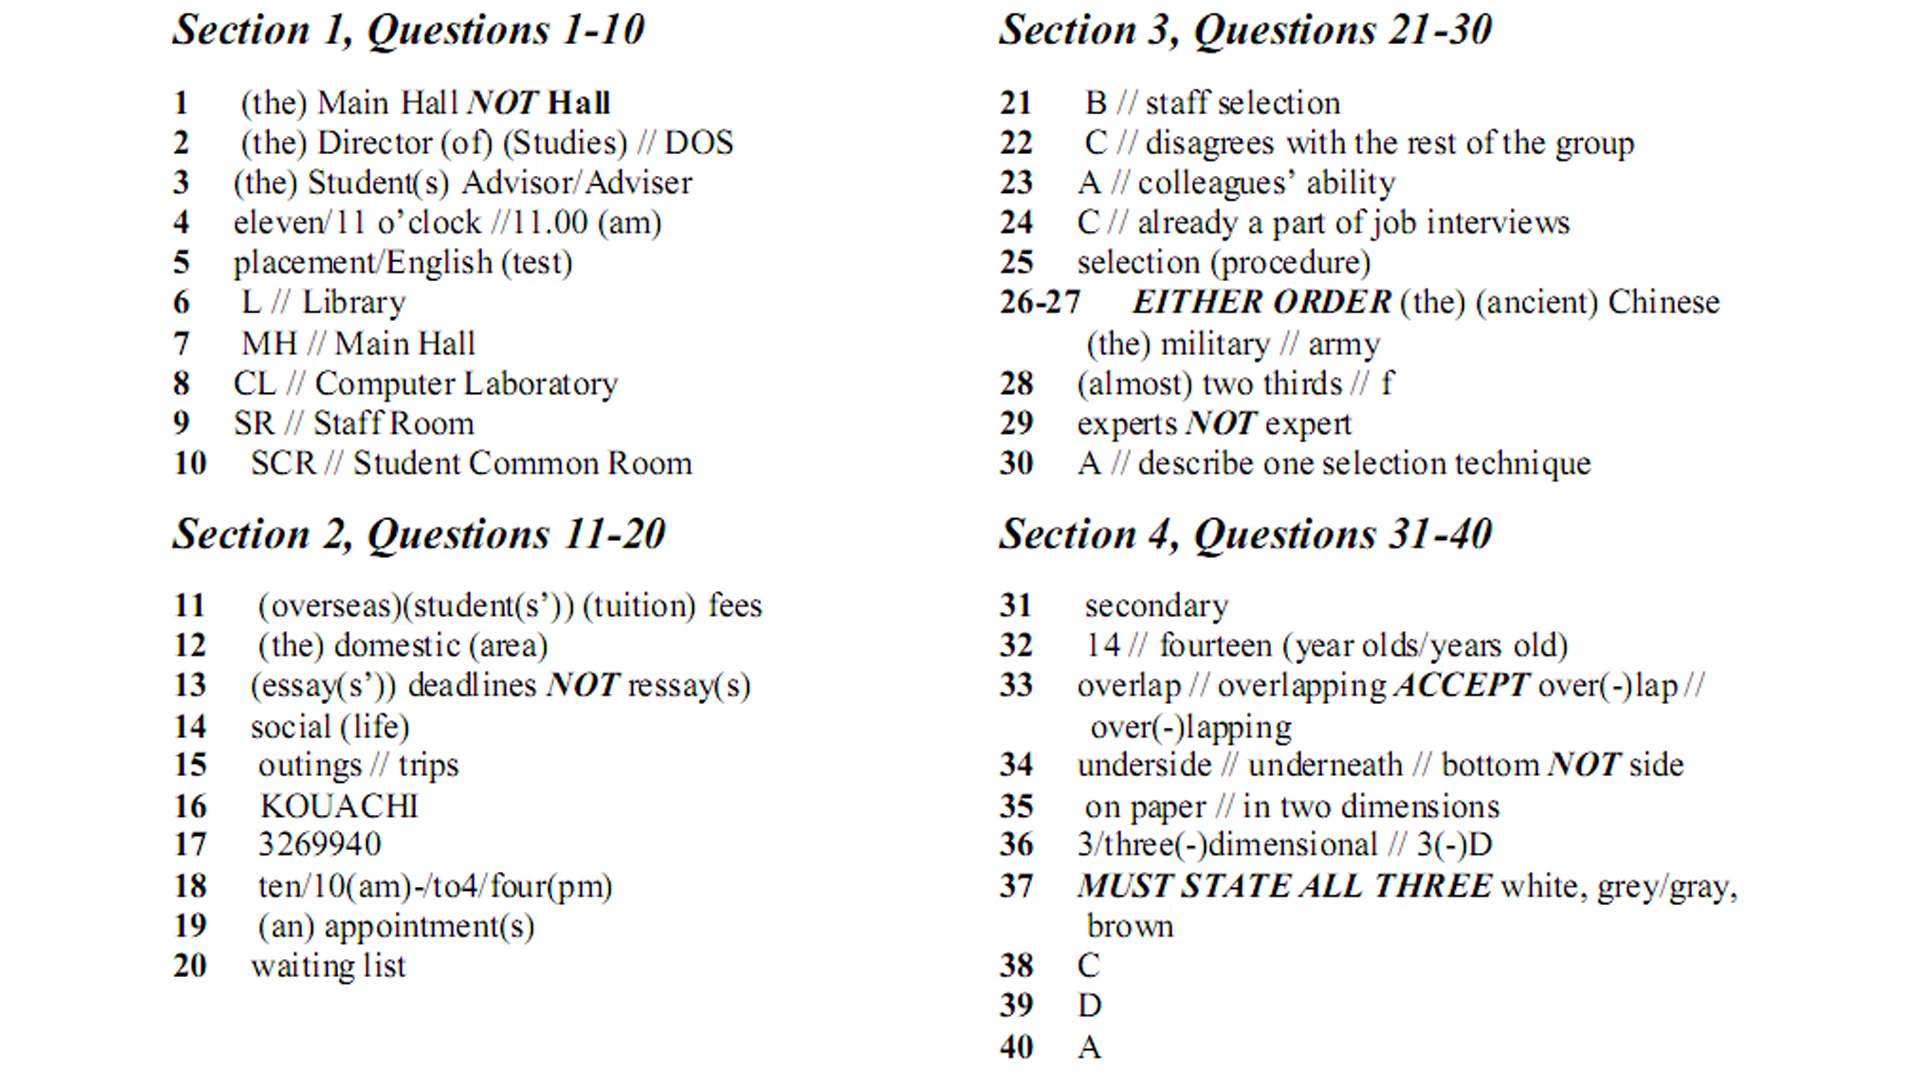 Section 1, Questions 1-10
1 (the) Main Hall NOT Hall
2 (the) Director (of) (Studies) // DOS
3 (the) Student(s) Advisor/Adviser
4 eleven/11 o’clock //11.00 (am)
5 placement/English (test)
6 L // Library
7 MH // Main Hall
8 CL // Computer Laboratory
9 SR // Staff Room
10 SCR // Student Common Room
Section 2, Questions 11-20
11 (overseas)(student(s’)) (tuition) fees
12 (the) domestic (area)
13 (essay(s’)) deadlines NOT ressay(s)
14 social (life)
15 outings // trips
16 KOUACHI
17 3269940
18 ten/10(am)-/to4/four(pm)
19 (an) appointment(s)
20 waiting list
Section 3, Questions 21-30
21 B // staff selection
22 C // disagrees with the rest of the group
23 A // colleagues’ ability
24 C // already a part of job interviews
25 selection (procedure)
26-27 EITHER ORDER (the) (ancient) Chinese
(the) military // army
28 (almost) two thirds // f
29 experts NOT expert
30 A // describe one selection technique
Section 4, Questions 31-40
31 secondary
32 14 // fourteen (year olds/years old)
33 overlap // overlapping ACCEPT over(-)lap //
over(-)lapping
34 underside // underneath // bottom NOT side
35 on paper // in two dimensions
36 3/three(-)dimensional // 3(-)D
37 MUST STATE ALL THREE white, grey/gray,
brown
38 C
39 D
40 A